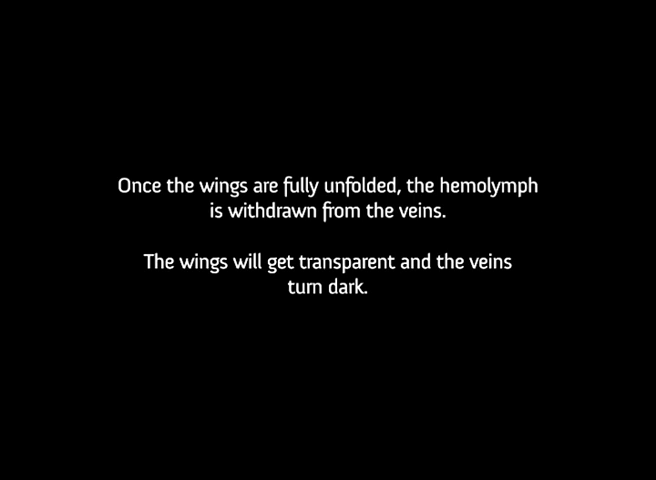 Once the wings are fully unfolded, the hemolymph
is withdrawn from the veins.
The wings will get transparent and the veins
turn dark.